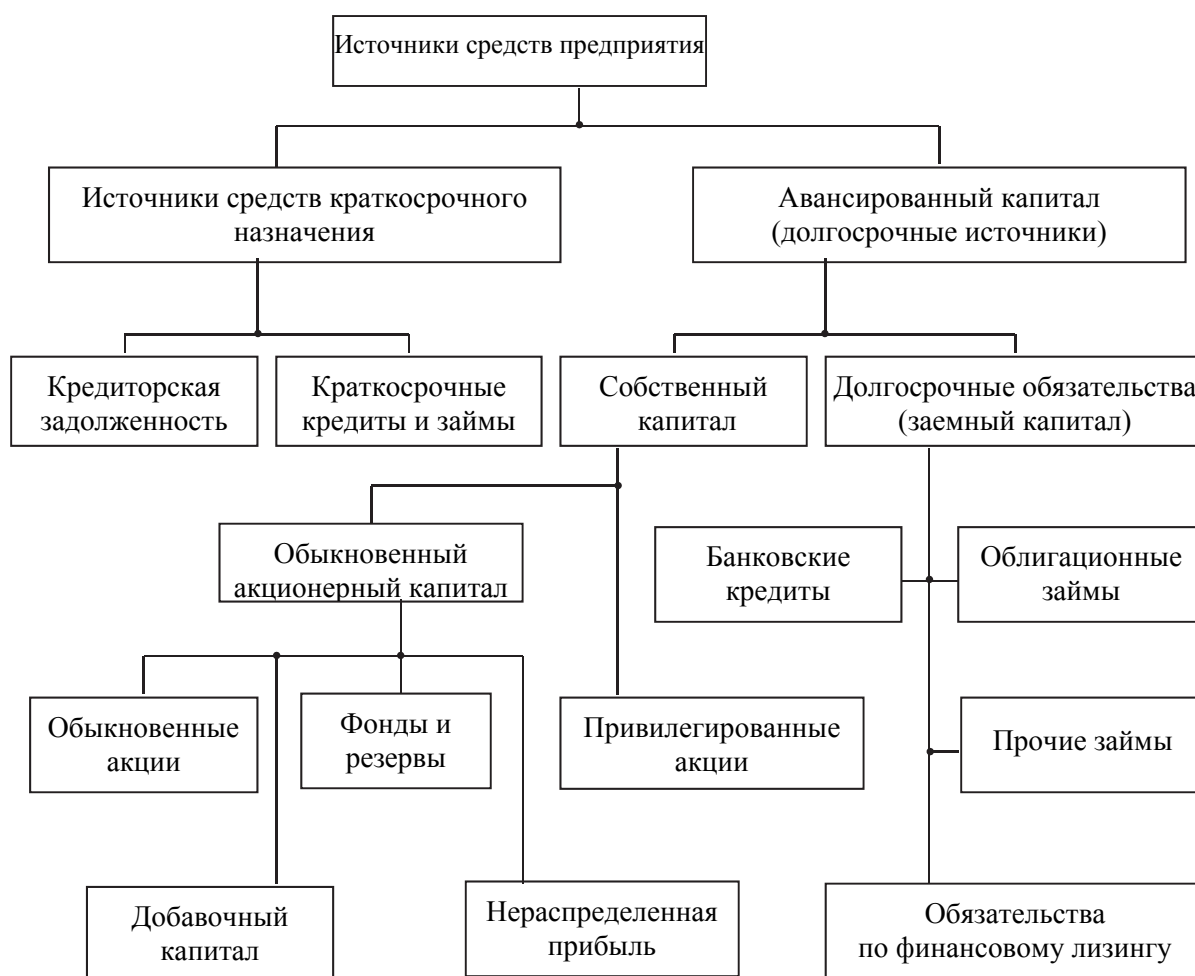 Источники средств предприятия
Источники средств краткосрочного
назначения
Авансированный капитал
(долгосрочные источники)
Кредиторская
задолженность
Краткосрочные
кредиты и займы
Собственный
капитал
Долгосрочные обязательства
(заемный капитал)
Обыкновенный
акционерный капитал
Банковские
кредиты
Облигационные
займы
Обыкновенные
акции
Фонды и
резервы
Привилегированные
акции
Прочие займы
Добавочный
капитал
Нераспределенная
прибыль
Обязательства
по финансовому лизингу